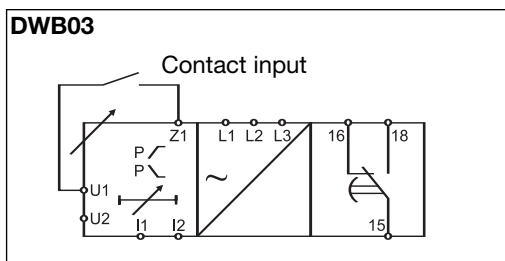 DWB03
Contact input
Z1 L1 L2 L3 16 18
P
P
~
U1
U2 I1 I2 15